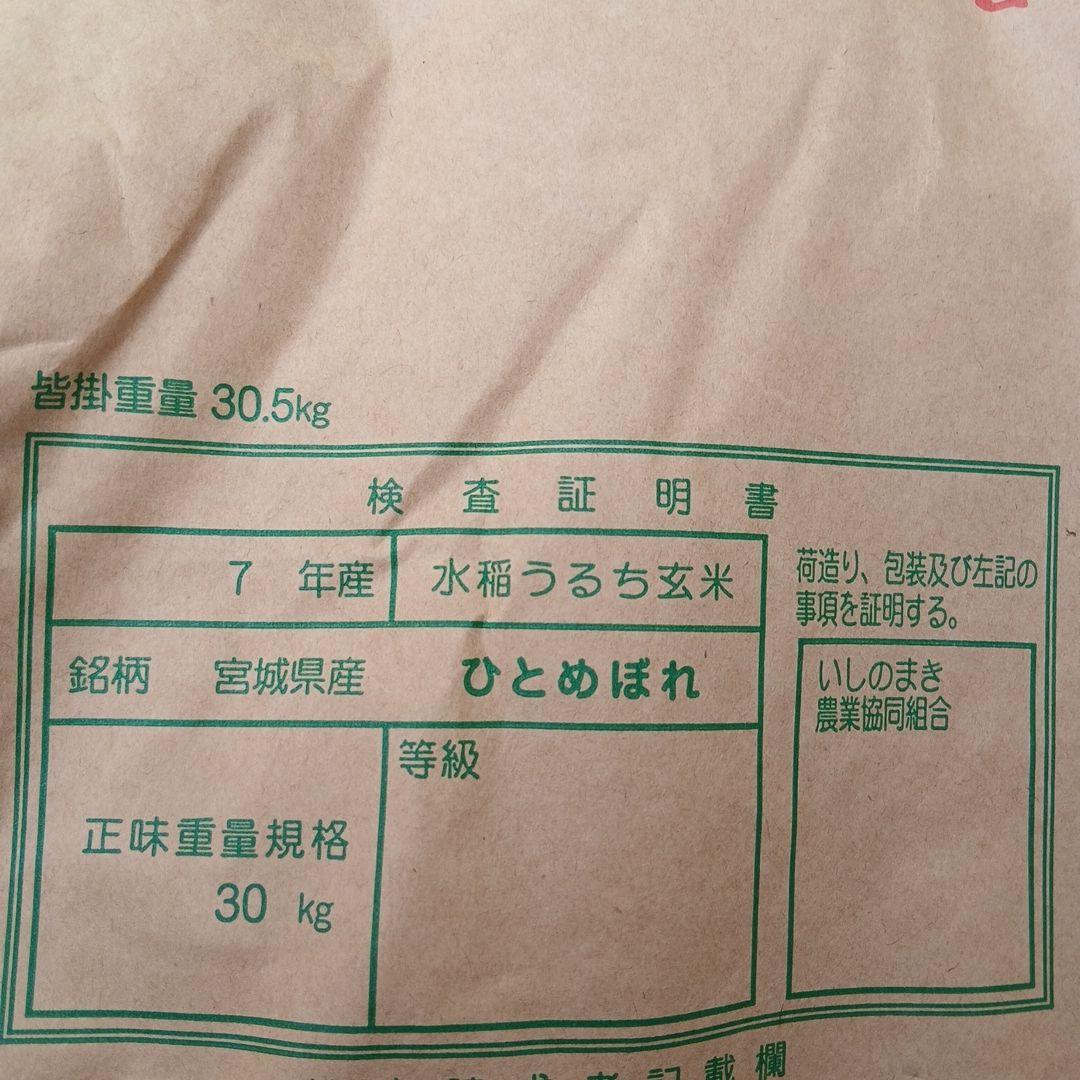 皆掛重量 30.5kg
検査証明書
7 年産 水稲うるち玄米
銘柄 宮城県産 ひとめぼれ
正味重量規格
30 kg
等級
荷造り、包装及び左記の
事項を証明する。
いしのまき
農業協同組合
記載欄